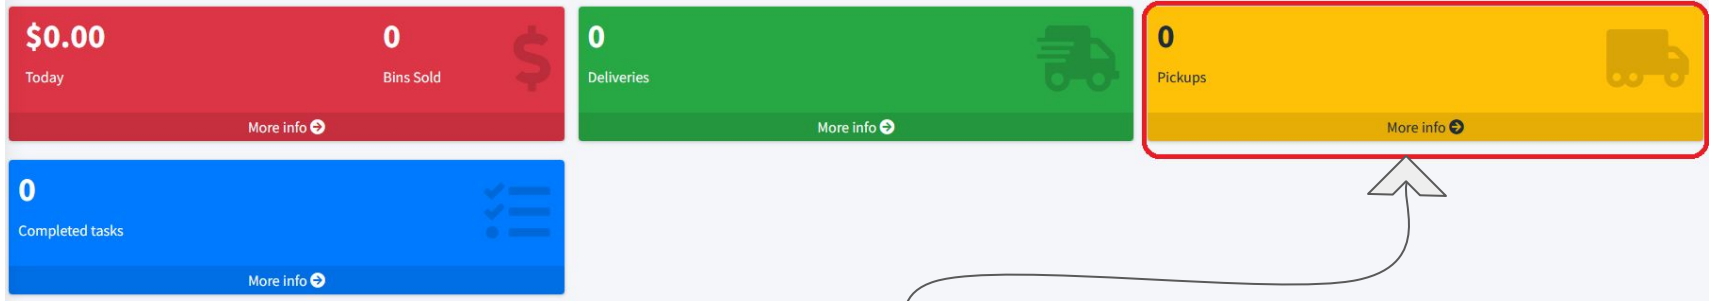 $0.00
0
Today
Bins Sold
More info
0
Deliveries
More info
0
Pickups
More info
0
Completed tasks
More info